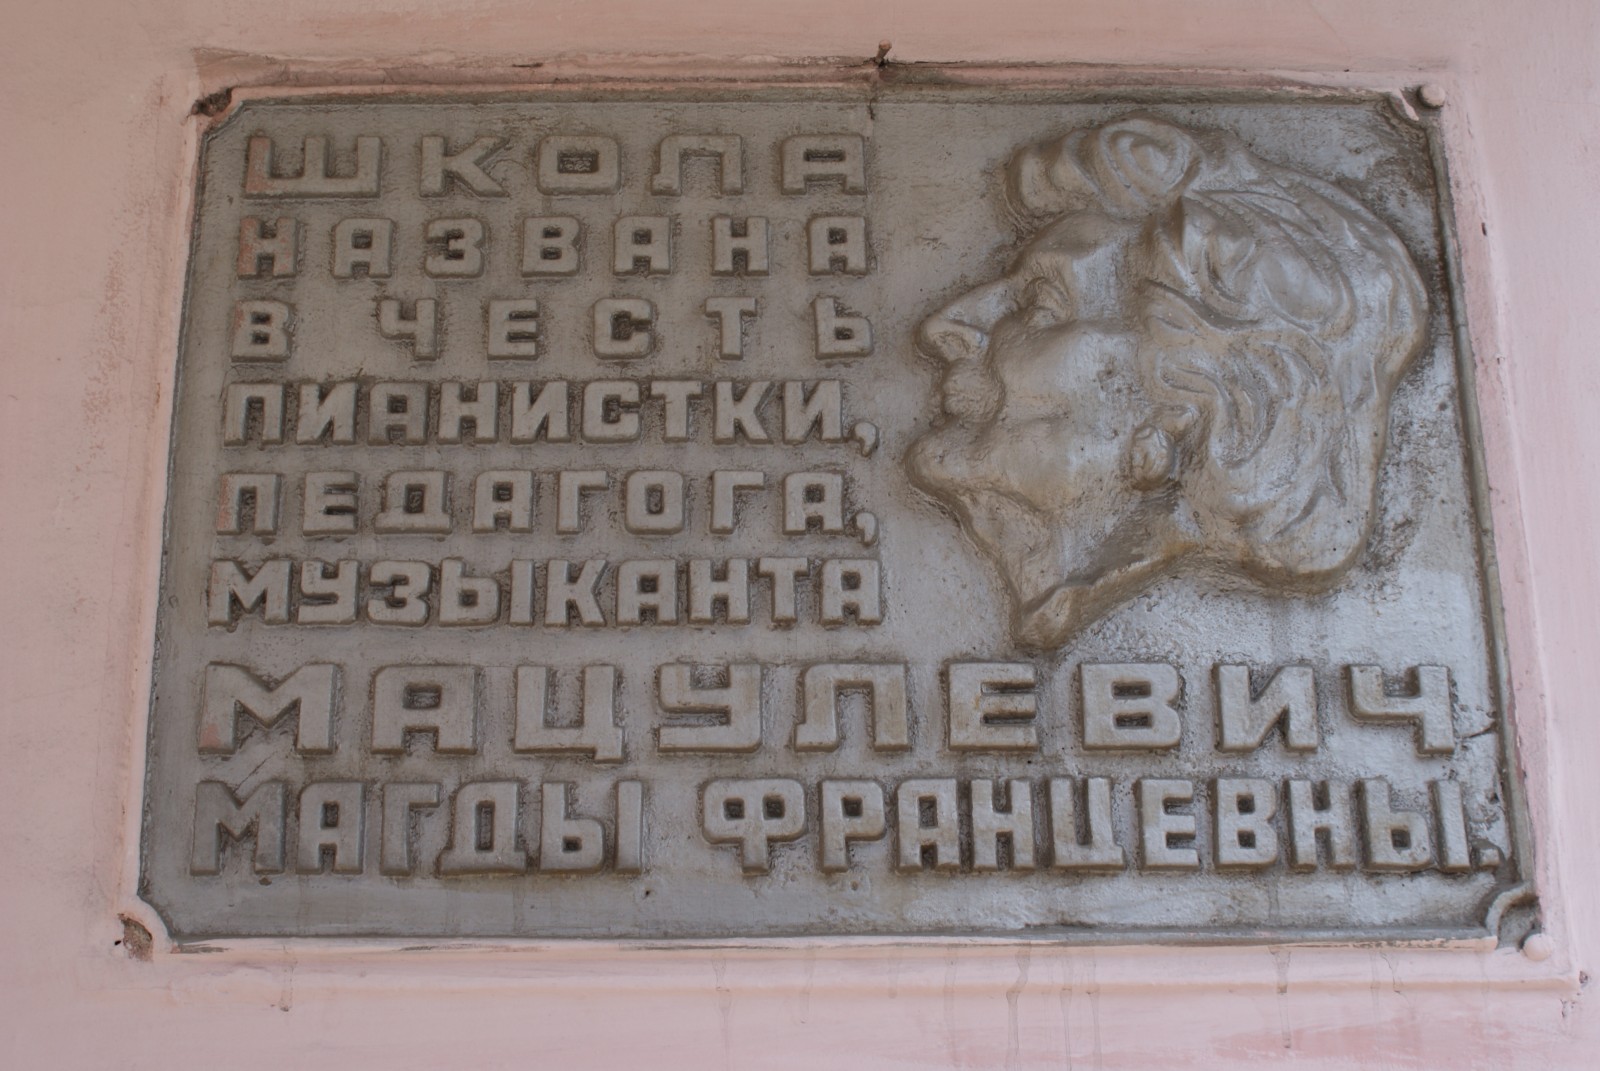 ШКОЛА
НАЗВАНА
В ЧЕСТЬ
ПИАНИСТКИ,
ПЕДАГОГА,
МУЗЫКАНТА
МАЦУЛЕВИЧ
МАГДЫ ФРАНЦЕВНЫ.